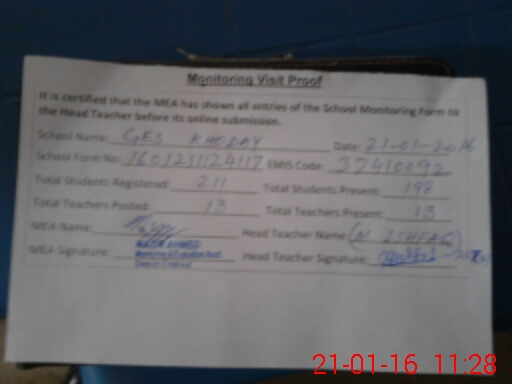 Monitoring Visit Proof
It is certified that the MEA has shown all entries of the School Monitoring Form to
the Head Teacher before its online submission.
School Name: GES KHODAY Date: 21-01-2016
School Form No: 1601211124117 EMIS Code: 37410092
Total Students Registered: 211 Total Students Present: 198
Total Teachers Posted: 13 Total Teachers Present: 13
MEA Name: Head Teacher Name: (M ISHFAQ)
MEA Signature: Head Teacher Signature:
21-01-16 11:28